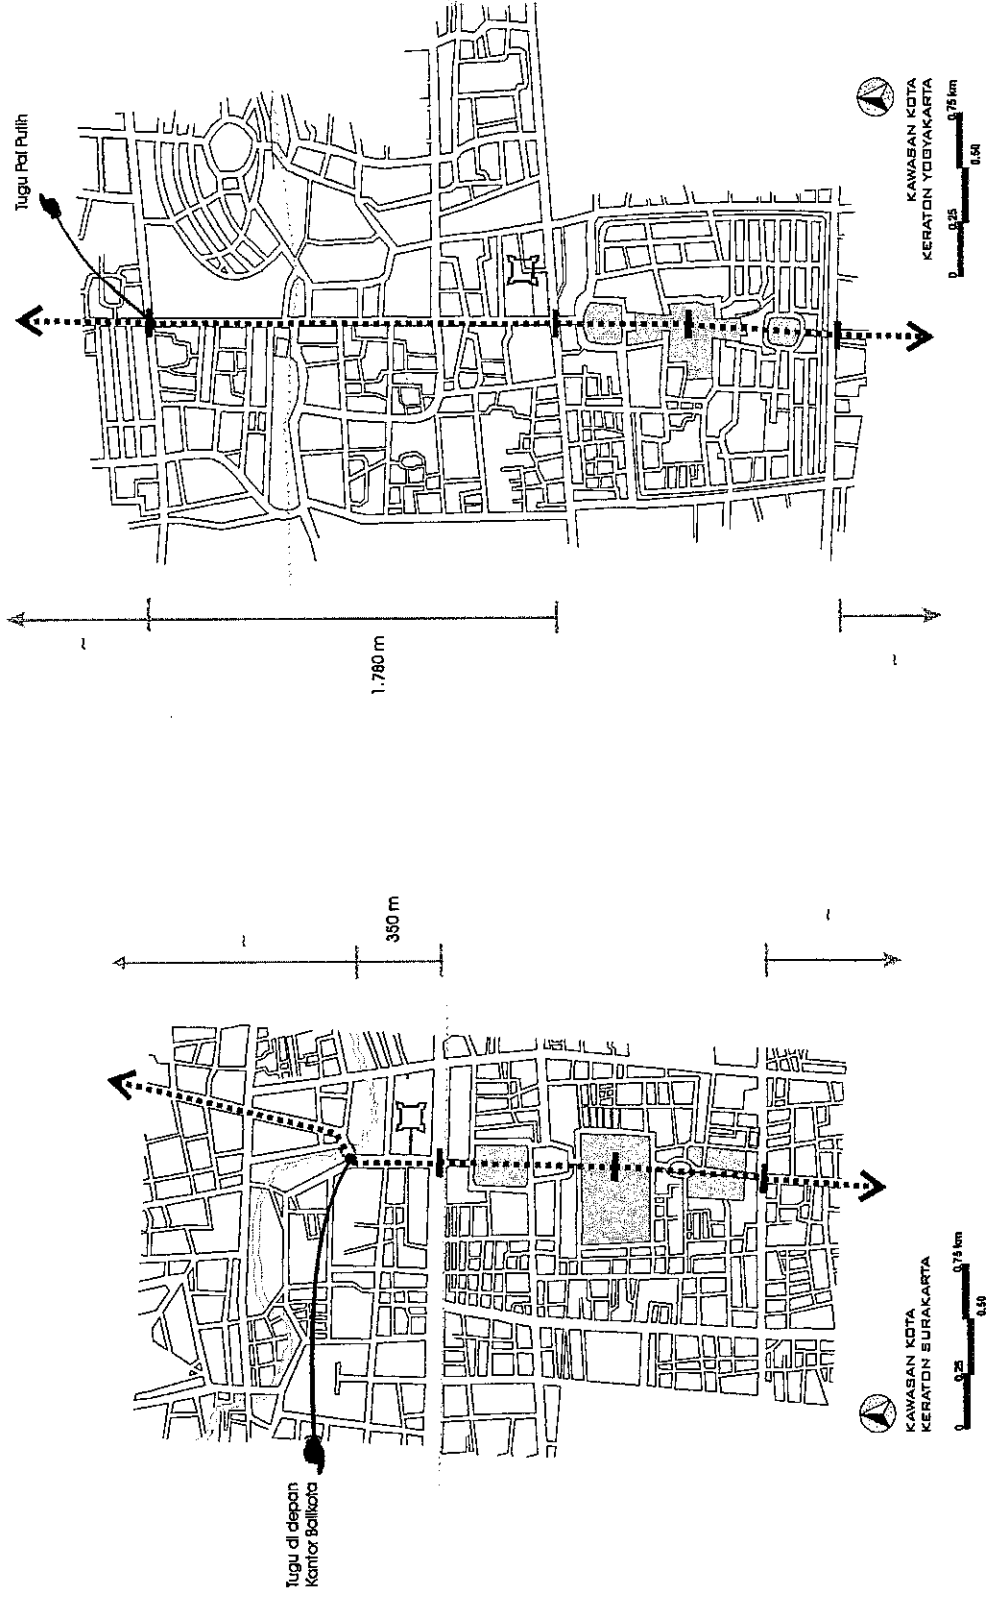 Tugu di depan
Kantor Balikota
350 m
~
~
KAWASAN KOTA
KERATON SURAKARTA
0
0.25
0.50
0.75 km
Tugu Pal Putih
~
1.780 m
~
KAWASAN KOTA
KERATON YOGYAKARTA
0
0.25
0.50
0.75 km